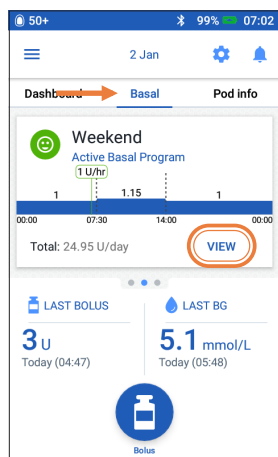 50+ 99% 07:02
2 Jan
Dashboard Basal Pod info
Weekend
Active Basal Program
1 U/hr
1 1.15 1
00:00 07:30 14:00 00:00
Total: 24.95 U/day VIEW
LAST BOLUS LAST BG
3 U 5.1 mmol/L
Today (04:47) Today (05:48)
Bolus